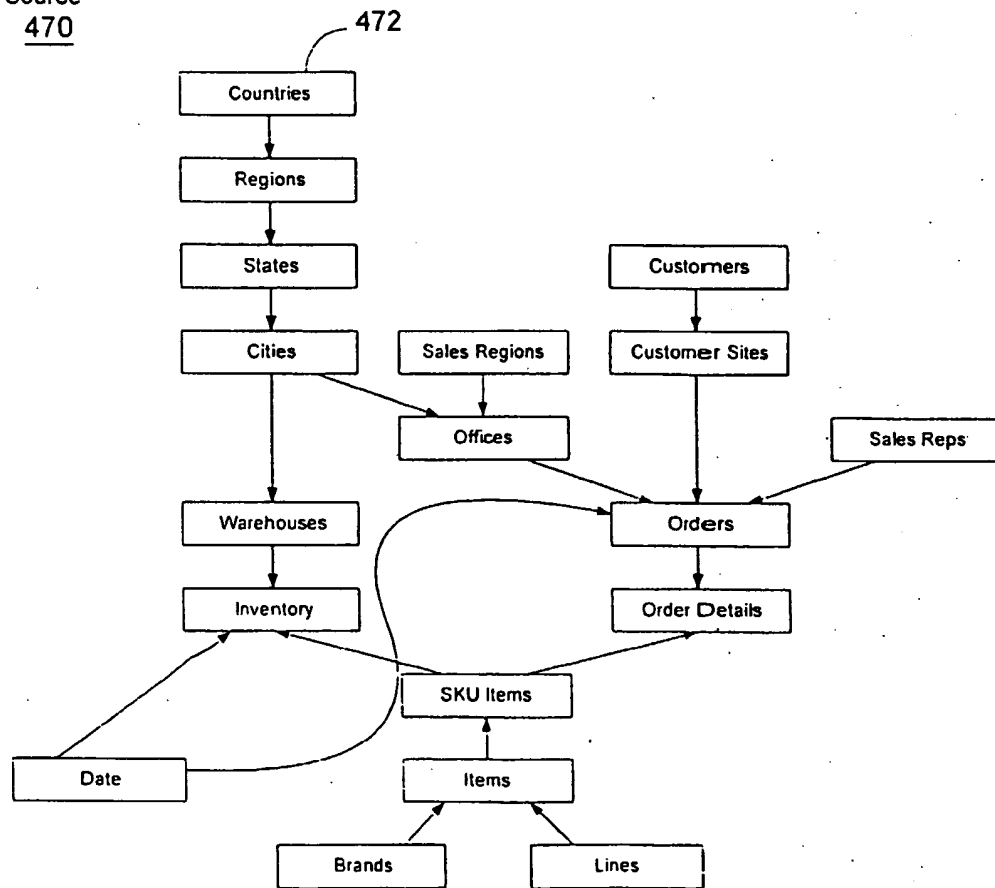 Source
470
472
Countries
Regions
States
Customers
Cities
Sales Regions
Customer Sites
Offices
Sales Reps
Warehouses
Orders
Inventory
Order Details
SKU Items
Date
Items
Brands
Lines